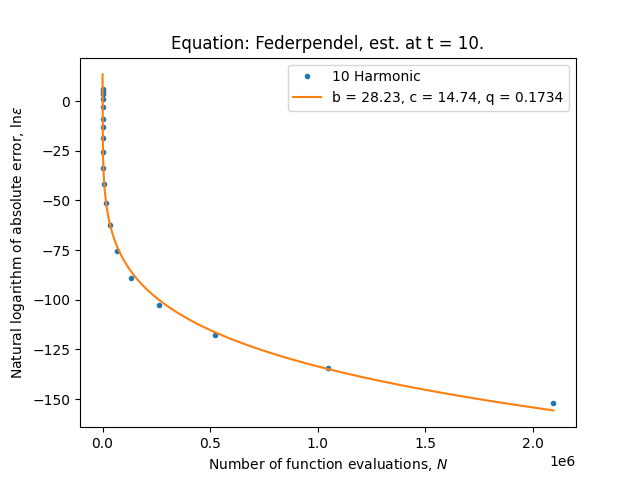 Equation: Federpendel, est. at t = 10.
10 Harmonic
b = 28.23, c = 14.74, q = 0.1734
Natural logarithm of absolute error, lnε
0
−25
−50
−75
−100
−125
−150
0.0
0.5
1.0
1.5
2.0
1e6
Number of function evaluations, N